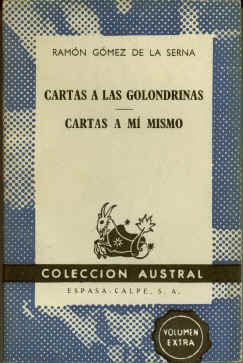 RAMÓN GÓMEZ DE LA SERNA
CARTAS A LAS GOLONDRINAS
CARTAS A MÍ MISMO
COLECCION AUSTRAL
ESPASA-CALPE, S. A.
VOLUMEN
EXTRA